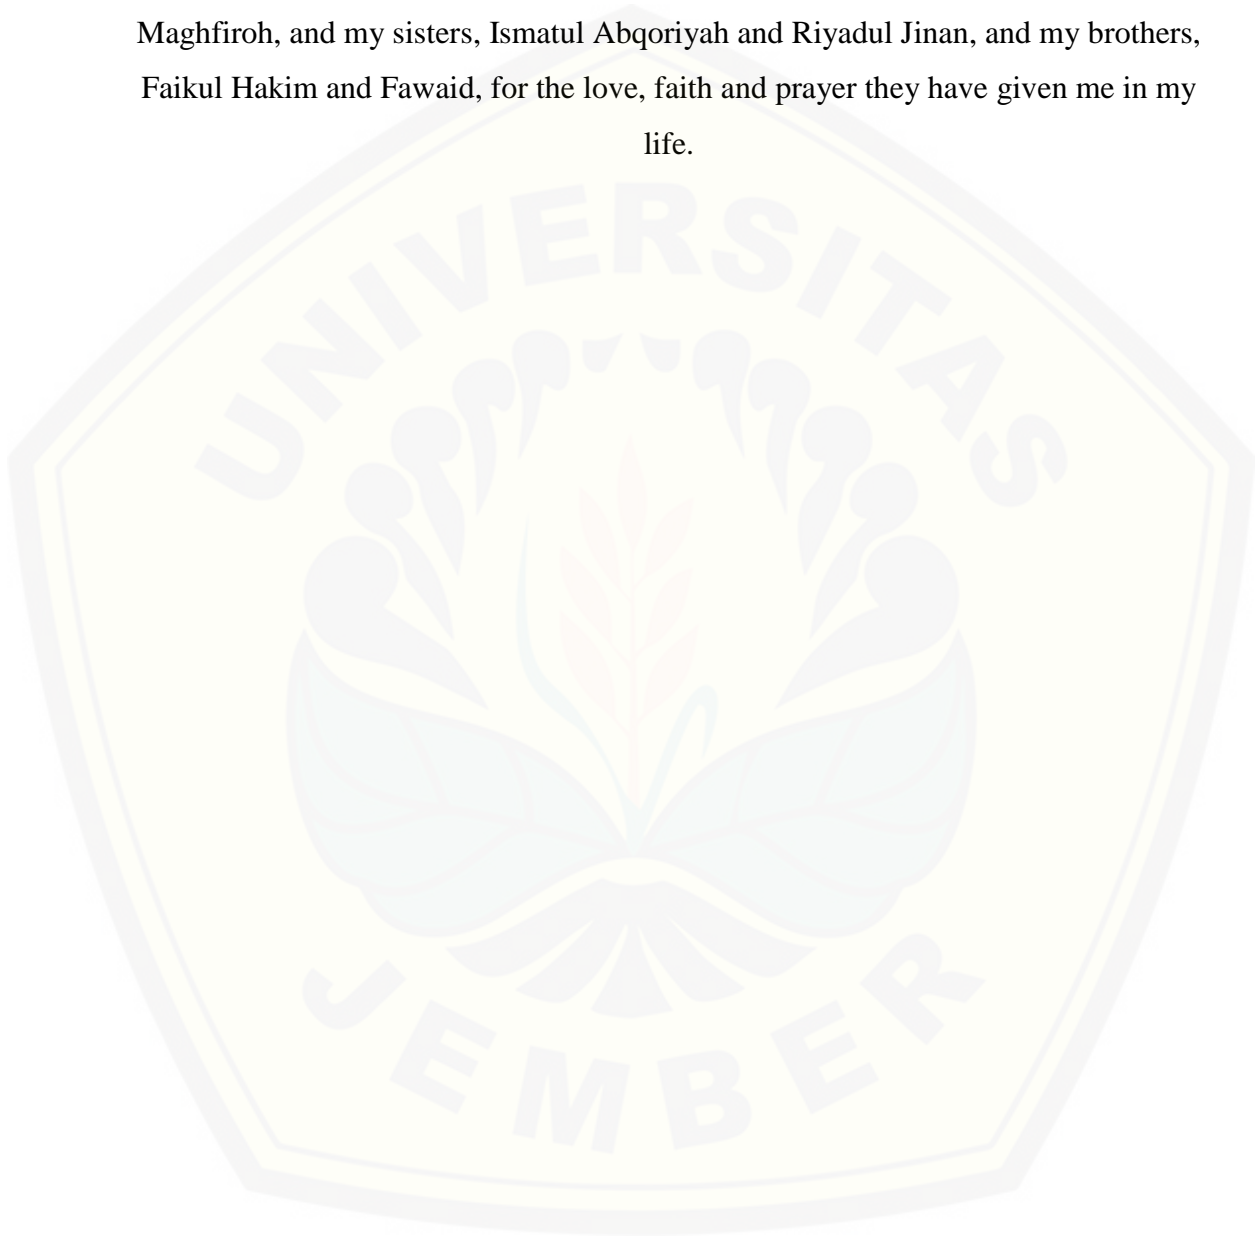 Maghfiroh, and my sisters, Ismatul Abqoriyah and Riyadul Jinan, and my brothers,
Faikul Hakim and Fawaid, for the love, faith and prayer they have given me in my
life.
UNIVERSITAS
JEMBER